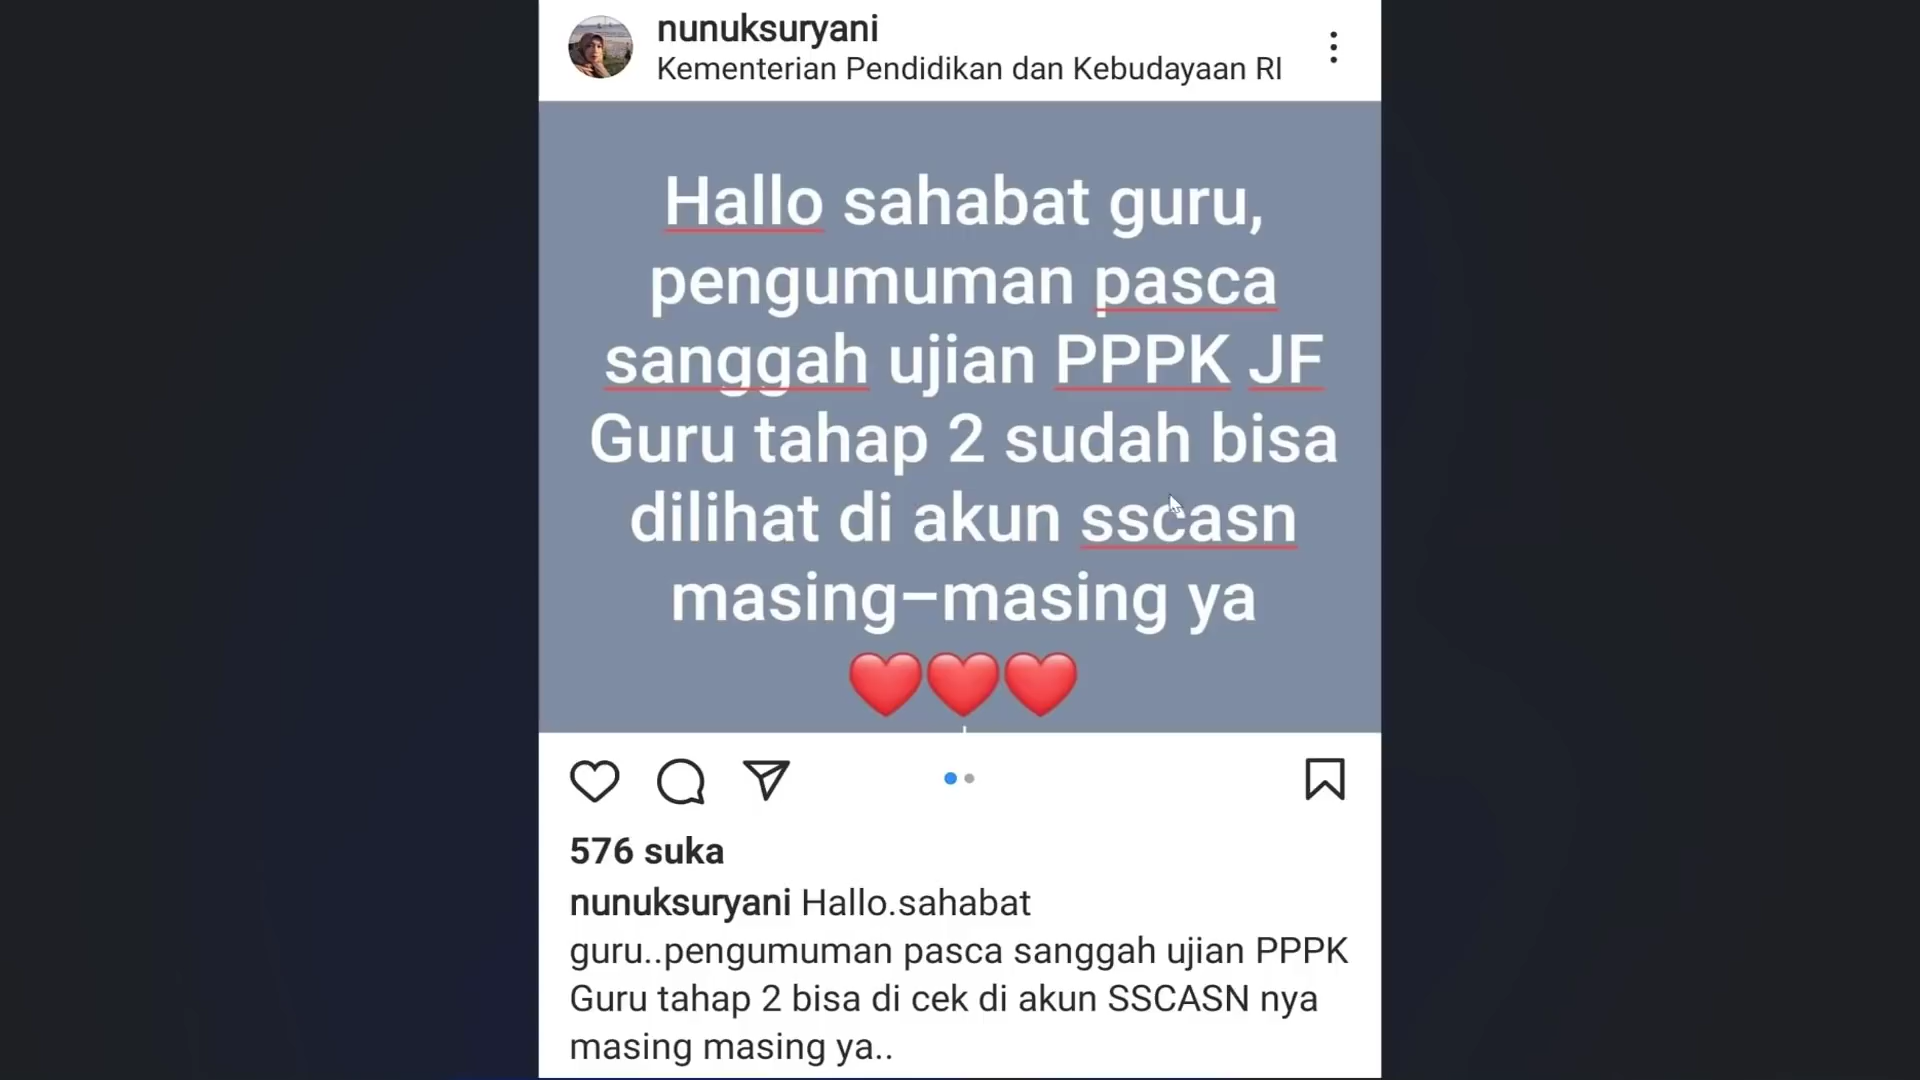 nunuksuryani
Kementerian Pendidikan dan Kebudayaan RI
Hallo sahabat guru,
pengumuman pasca
sanggah ujian PPPK JF
Guru tahap 2 sudah bisa
dilihat di akun sscasn
masing-masing ya
❤️❤️❤️
576 suka
nunuksuryani Hallo.sahabat
guru..pengumuman pasca sanggah ujian PPPK
Guru tahap 2 bisa di cek di akun SSCASN nya
masing masing ya..